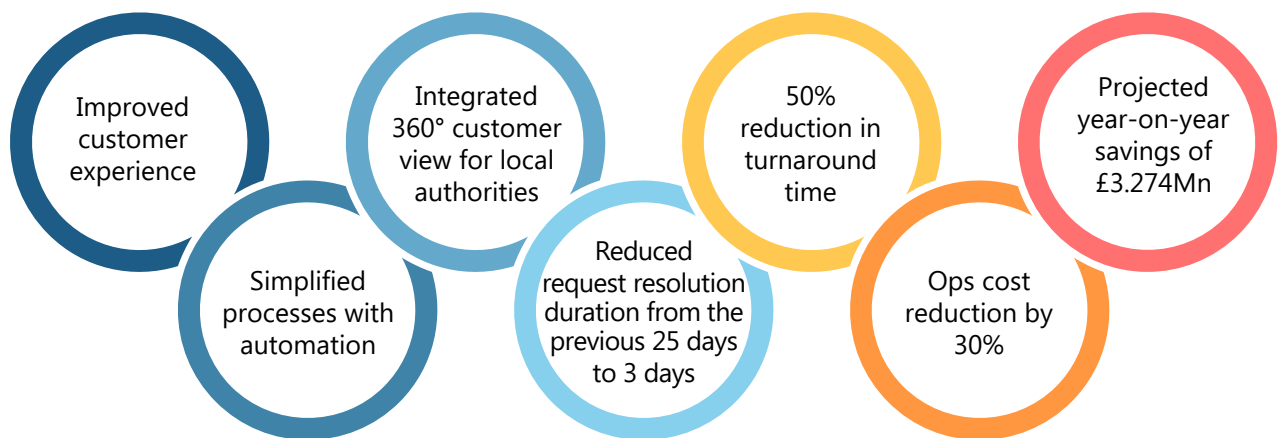 Improved
customer
experience
Simplified
processes with
automation
Integrated
360° customer
view for local
authorities
Reduced
request resolution
duration from the
previous 25 days
to 3 days
50%
reduction in
turnaround
time
Ops cost
reduction by
30%
Projected
year-on-year
savings of
£3.274Mn